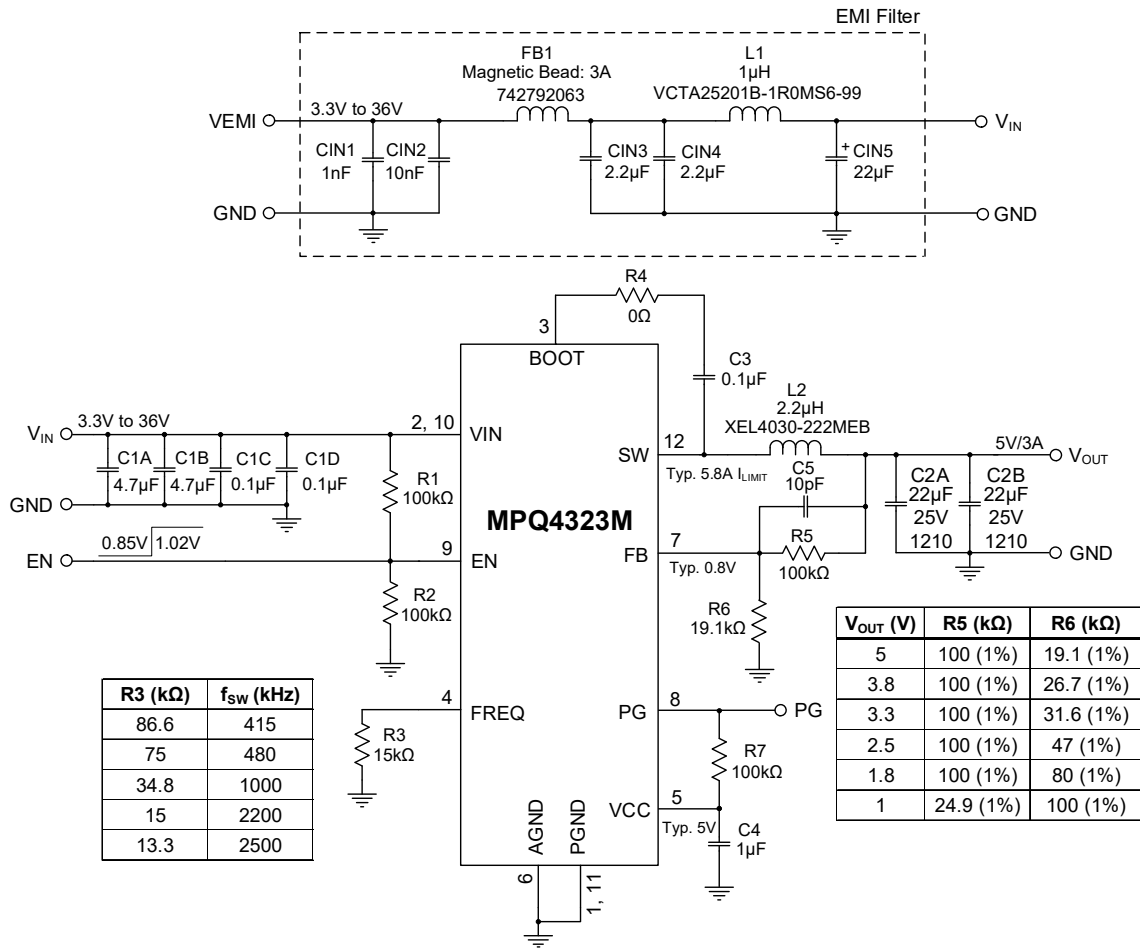 EMI Filter
FB1
Magnetic Bead: 3A
742792063
L1
1µH
VCTA25201B-1R0MS6-99
VEMI
3.3V to 36V
VIN
CIN1
1nF
CIN2
10nF
CIN3
2.2µF
CIN4
2.2µF
+
CIN5
22µF
GND
GND
R4
0Ω
3
BOOT
C3
0.1µF
L2
2.2µH
XEL4030-222MEB
VIN
3.3V to 36V
2, 10
VIN
C1A
4.7µF
C1B
4.7µF
C1C
0.1µF
C1D
0.1µF
GND
R1
100kΩ
SW
12
Typ. 5.8A ILIMIT
5V/3A
VOUT
C5
10pF
C2A
22µF
25V
1210
C2B
22µF
25V
1210
GND
MPQ4323M
EN
0.85V
1.02V
9
EN
R2
100kΩ
FB
7
Typ. 0.8V
R5
100kΩ
R6
19.1kΩ
VOUT (V) R5 (kΩ) R6 (kΩ)
5 100 (1%) 19.1 (1%)
3.8 100 (1%) 26.7 (1%)
3.3 100 (1%) 31.6 (1%)
2.5 100 (1%) 47 (1%)
1.8 100 (1%) 80 (1%)
1 24.9 (1%) 100 (1%)
R3 (kΩ) fSW (kHz)
86.6 415
75 480
34.8 1000
15 2200
13.3 2500
4
FREQ
R3
15kΩ
PG
8
PG
R7
100kΩ
VCC
5
Typ. 5V
C4
1µF
AGND
PGND
6
1, 11